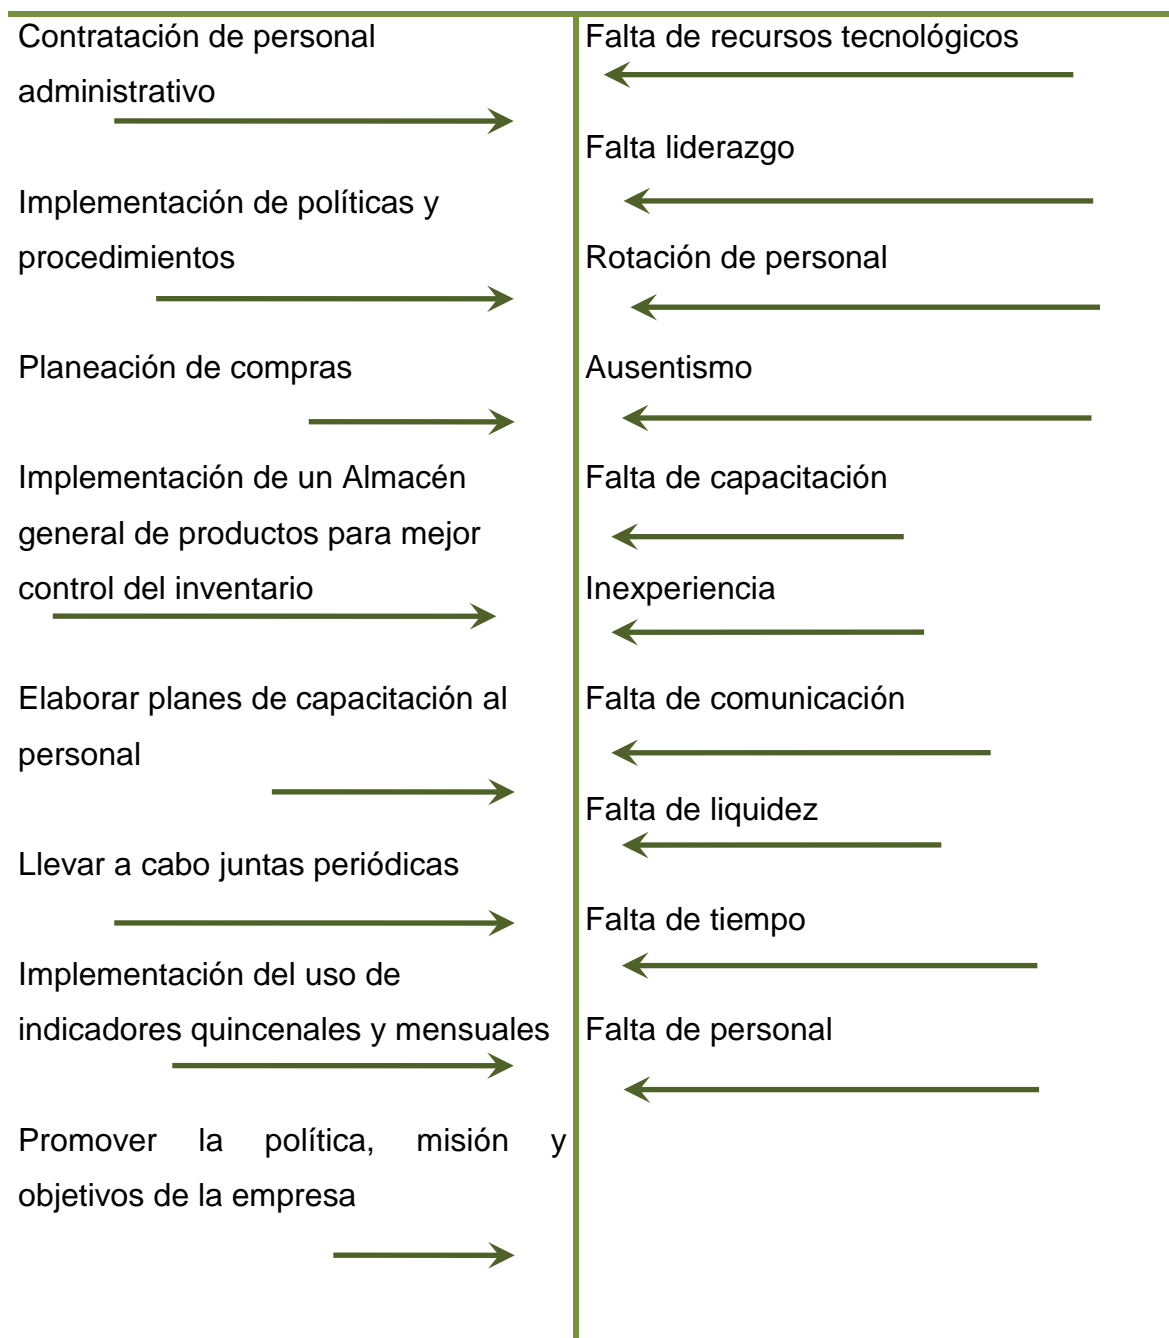 Contratación de personal
administrativo
Implementación de políticas y
procedimientos
Planeación de compras
Implementación de un Almacén
general de productos para mejor
control del inventario
Elaborar planes de capacitación al
personal
Llevar a cabo juntas periódicas
Implementación del uso de
indicadores quincenales y mensuales
Promover la política, misión y
objetivos de la empresa
Falta de recursos tecnológicos
Falta liderazgo
Rotación de personal
Ausentismo
Falta de capacitación
Inexperiencia
Falta de comunicación
Falta de liquidez
Falta de tiempo
Falta de personal